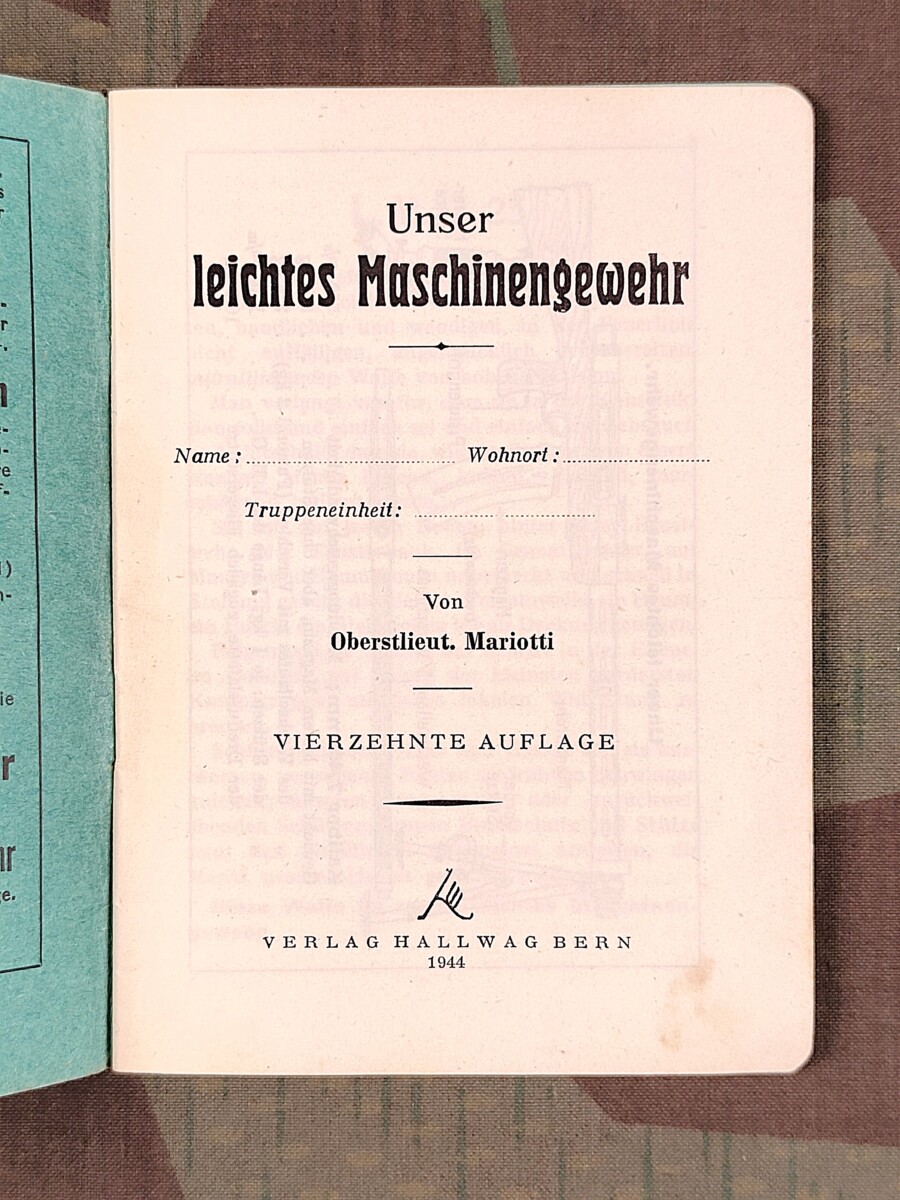 Unser
leichtes Maschinengewehr
Name: Wohnort:
Truppeneinheit:
Von
Oberstlieut. Mariotti
VIERZEHNTE AUFLAGE
VERLAG HALLWAG BERN
1944